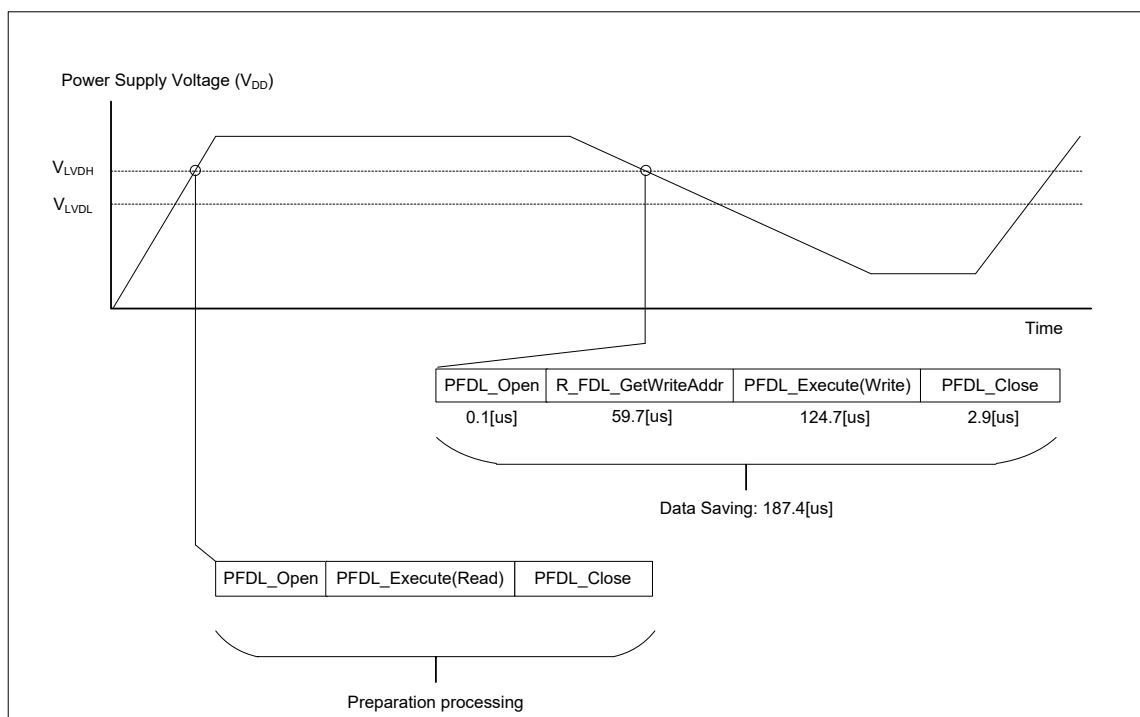 Power Supply Voltage (VDD)
VLVDH
VLVDL
Time
PFDL_Open R_FDL_GetWriteAddr PFDL_Execute(Write) PFDL_Close
0.1[us] 59.7[us] 124.7[us] 2.9[us]
Data Saving: 187.4[us]
PFDL_Open PFDL_Execute(Read) PFDL_Close
Preparation processing